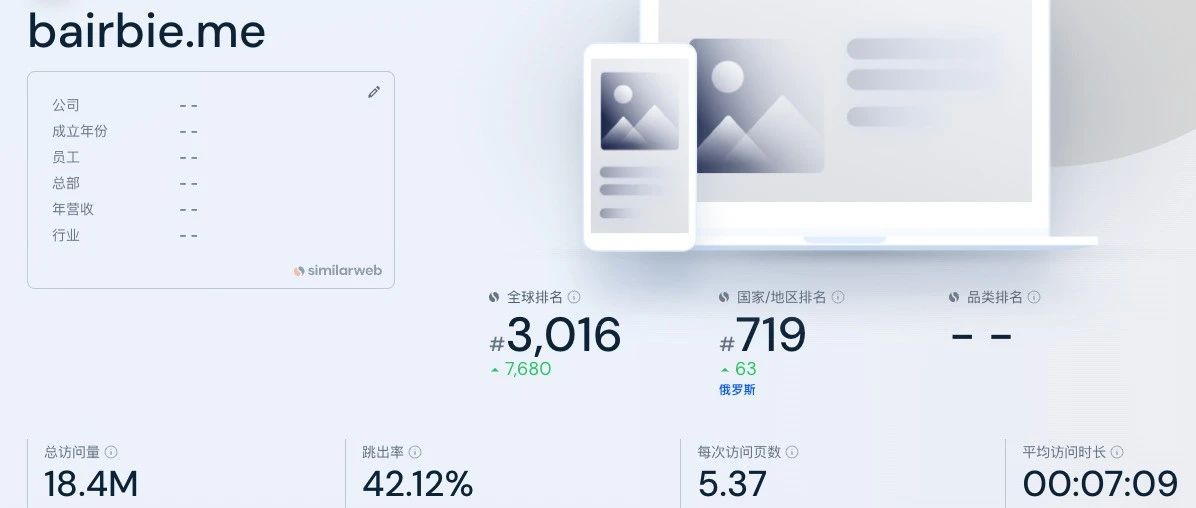 bairbie.me
公司 - -
成立年份 - -
员工 - -
总部 - -
年营收 - -
行业 - -
similarweb
全球排名 国家/地区排名 品类排名
#3,016 #719 - -
7,680 63
俄罗斯
总访问量 跳出率 每次访问页数 平均访问时长
18.4M 42.12% 5.37 00:07:09